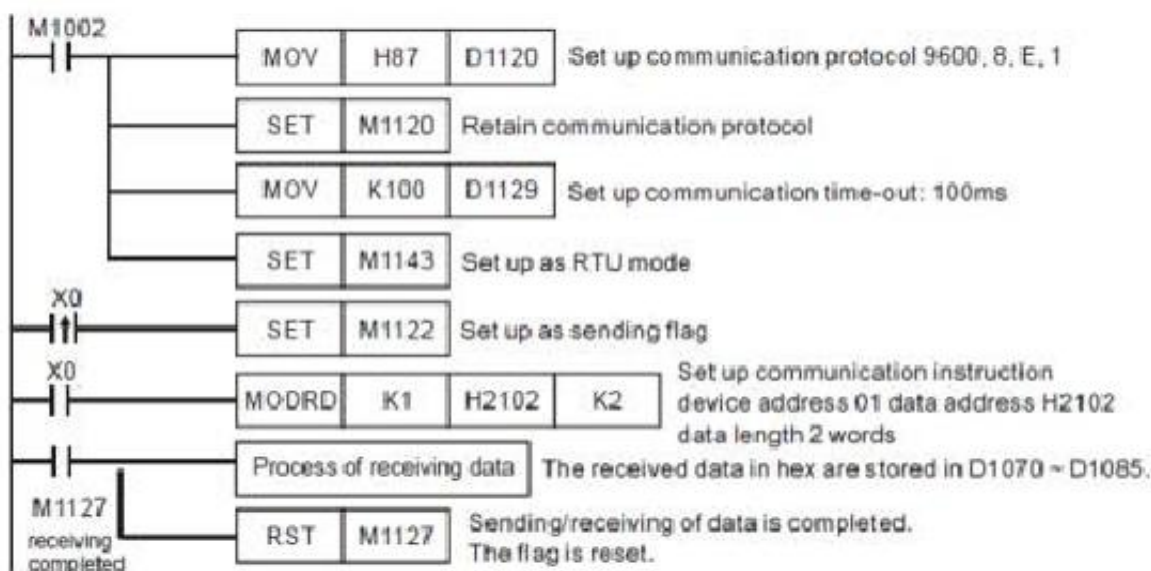 M1002
MOV H87 D1120 Set up communication protocol 9600, 8, E, 1
SET M1120 Retain communication protocol
MOV K100 D1129 Set up communication time-out: 100ms
SET M1143 Set up as RTU mode
X0
SET M1122 Set up as sending flag
X0
MODRD K1 H2102 K2
Set up communication instruction
device address 01 data address H2102
data length 2 words
Process of receiving data The received data in hex are stored in D1070 ~ D1085.
M1127
receiving
completed
RST M1127
Sending/receiving of data is completed.
The flag is reset.